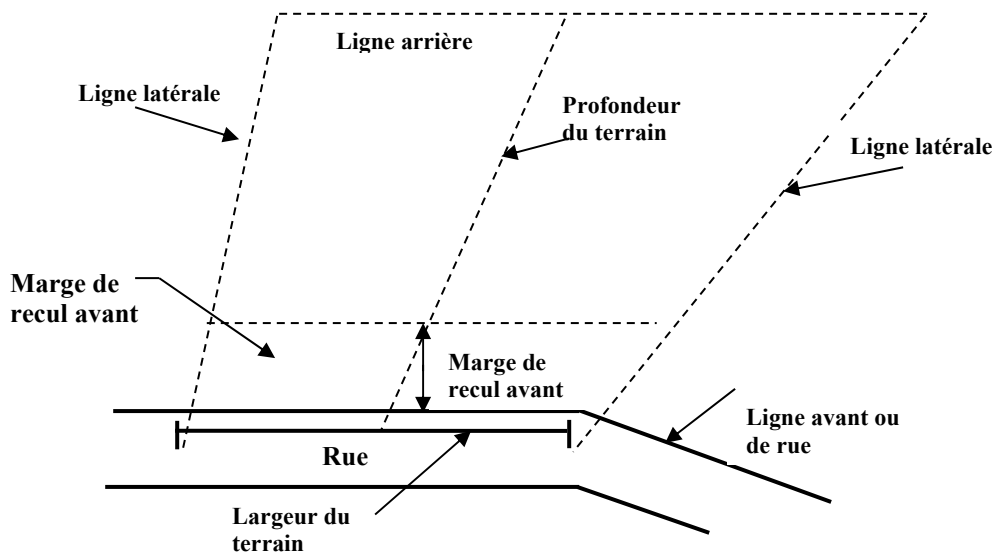 Ligne arrière
Ligne latérale
Profondeur
du terrain
Ligne latérale
Marge de
recul avant
Marge de
recul avant
Ligne avant ou
de rue
Rue
Largeur du
terrain